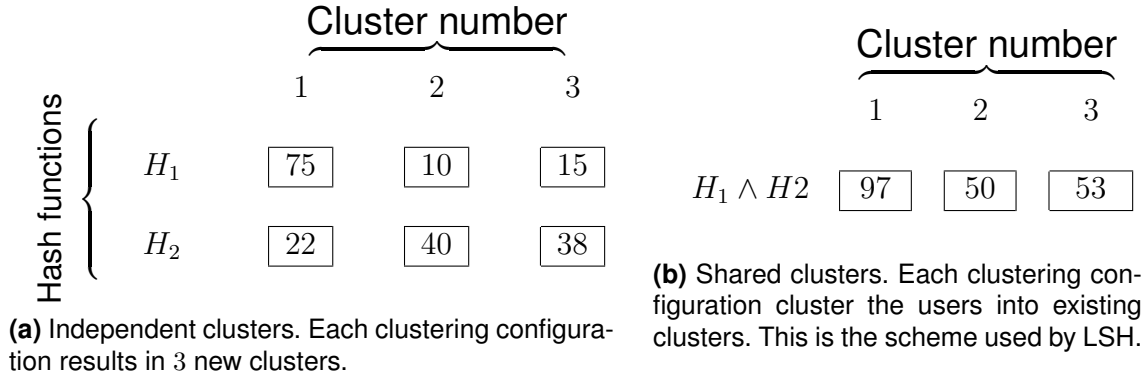 Cluster number
1 2 3
Hash functions
H₁ 75 10 15
H₂ 22 40 38
(a) Independent clusters. Each clustering configura-
tion results in 3 new clusters.
Cluster number
1 2 3
H₁ ∧ H2 97 50 53
(b) Shared clusters. Each clustering con-
figuration cluster the users into existing
clusters. This is the scheme used by LSH.